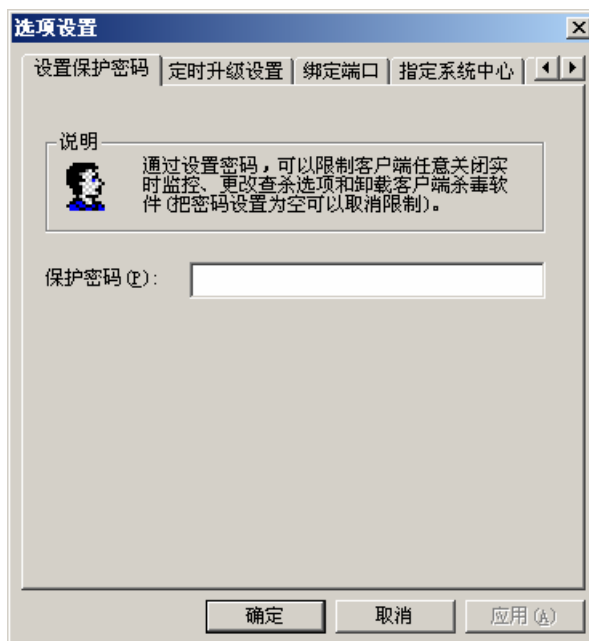 选项设置
设置保护密码 定时升级设置 绑定端口 指定系统中心
说明
通过设置密码，可以限制客户端任意关闭实
时监控、更改查杀选项和卸载客户端杀毒软
件(把密码设置为空可以取消限制)。
保护密码(P):
确定 取消 应用(A)